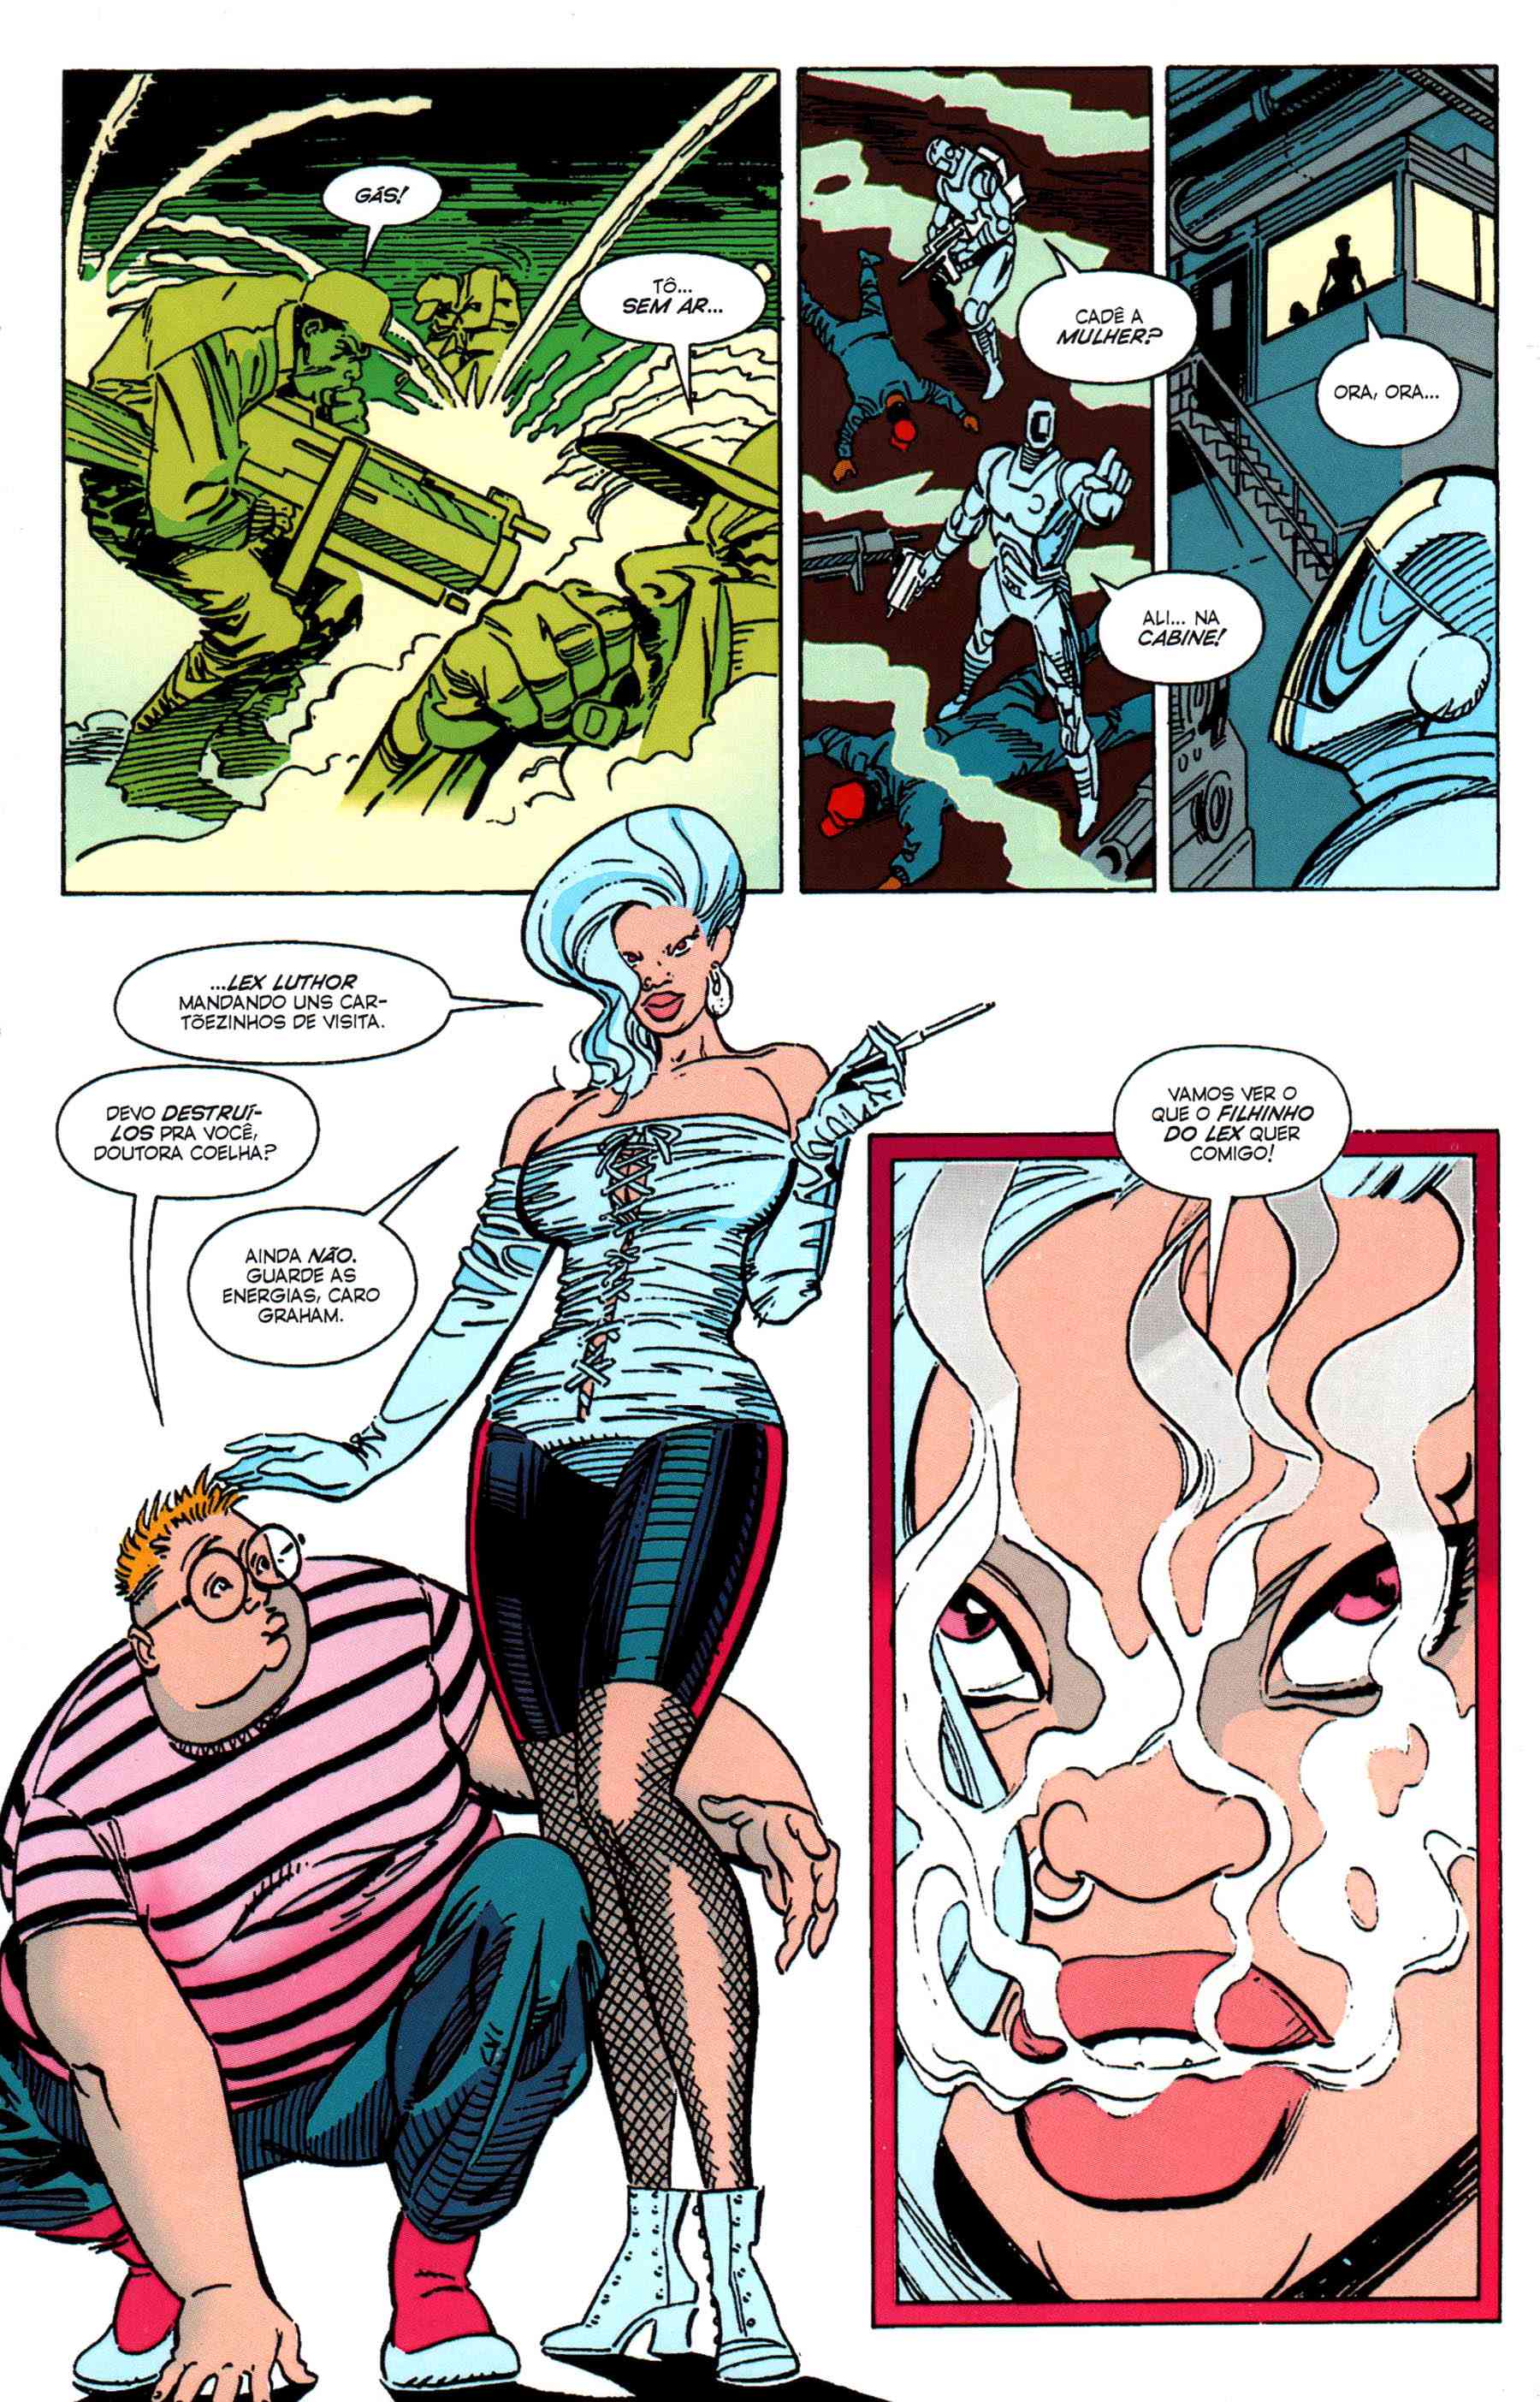 GÁS!
TÔ...
SEM AR...
CADÊ A
MULHER?
ALI... NA
CABINE!
ORA, ORA...
...LEX LUTHOR
MANDANDO UNS CAR-
TÕEZINHOS DE VISITA.
DEVO DESTRUÍ-
LOS PRA VOCÊ,
DOUTORA COELHA?
AINDA NÃO.
GUARDE AS
ENERGIAS, CARO
GRAHAM.
VAMOS VER O
QUE O FILHINHO
DO LEX QUER
COMIGO!